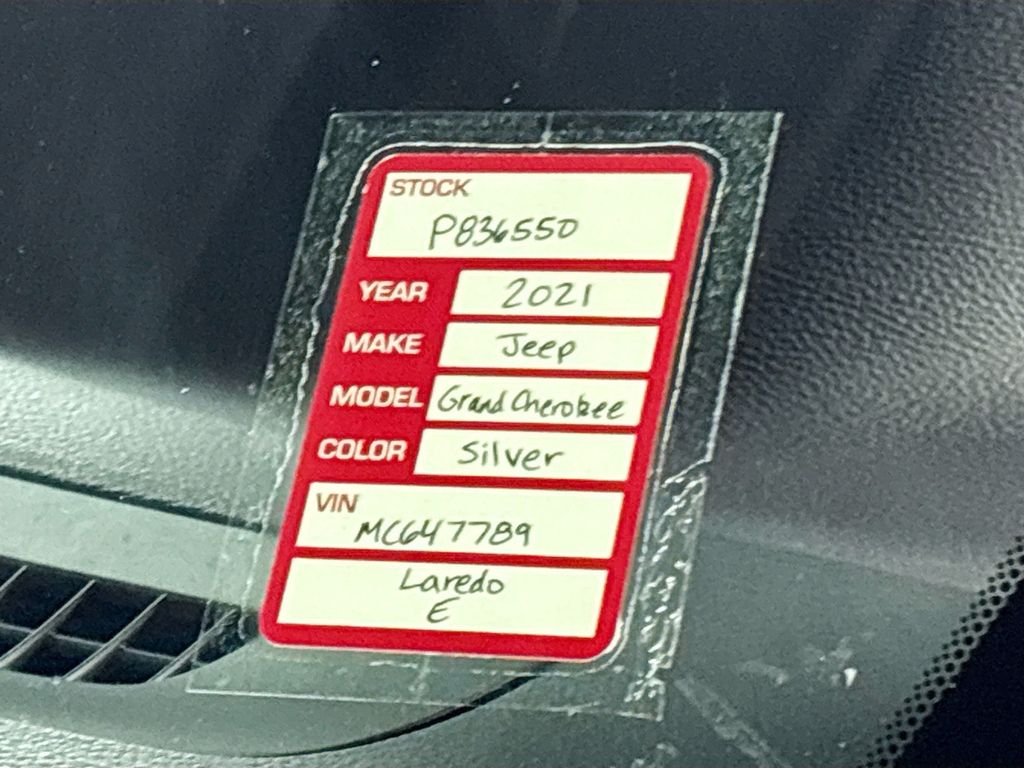 STOCK
P836550
YEAR 2021
MAKE Jeep
MODEL Grand Cherokee
COLOR Silver
VIN
MC647789
Laredo
E